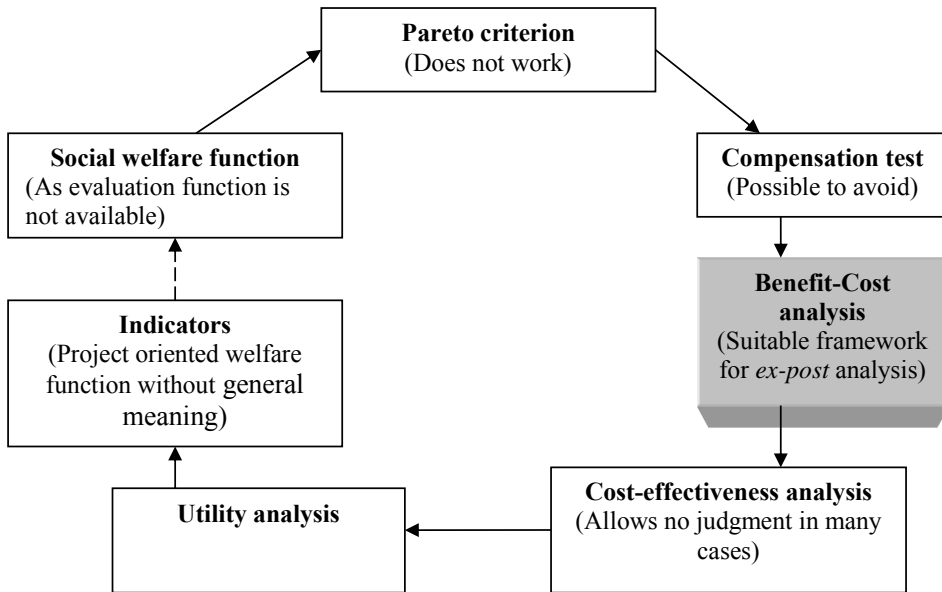 Pareto criterion
(Does not work)
Social welfare function
(As evaluation function is
not available)
Compensation test
(Possible to avoid)
Benefit-Cost
analysis
(Suitable framework
for ex-post analysis)
Indicators
(Project oriented welfare
function without general
meaning)
Cost-effectiveness analysis
(Allows no judgment in many
cases)
Utility analysis